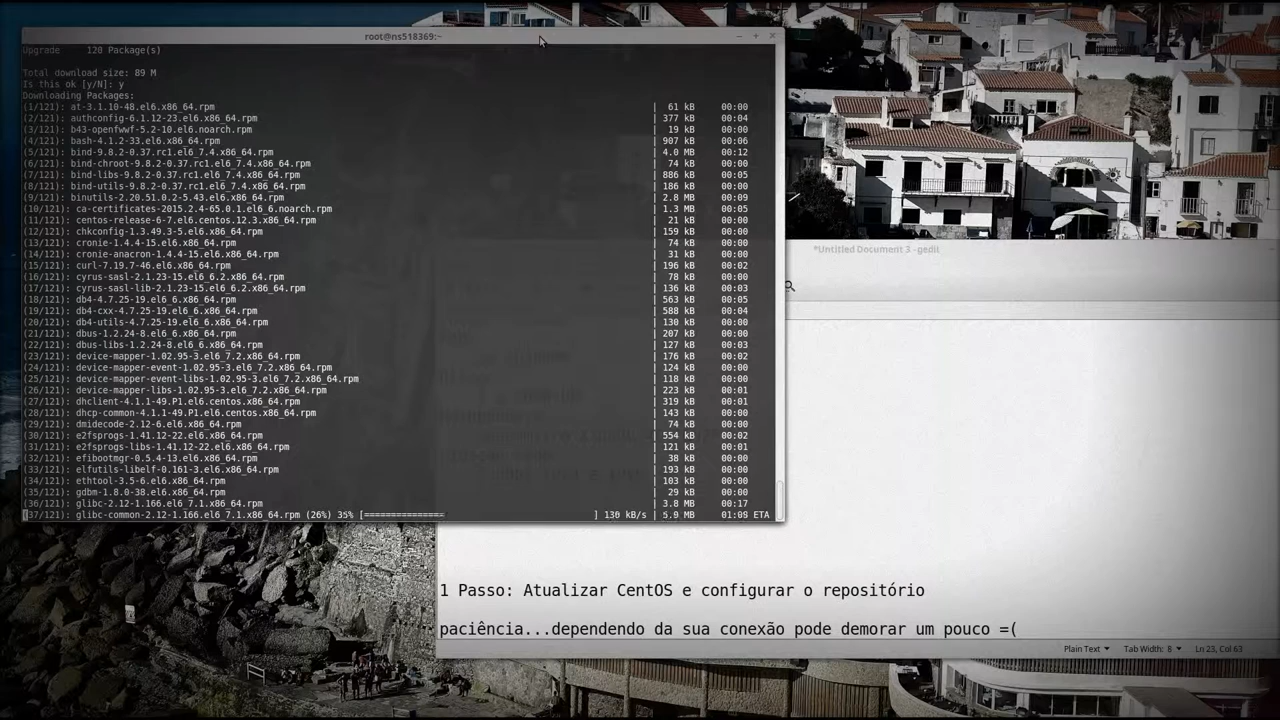 root@ns518369:~
Upgrade 120 Package(s)
Total download size: 89 M
Is this ok [y/N]: y
Downloading Packages:
(1/121): at-3.1.10-48.el6.x86_64.rpm | 61 kB 00:00
(2/121): authconfig-6.1.12-23.el6.x86_64.rpm | 377 kB 00:04
(3/121): b43-openfwwf-5.2-10.el6.noarch.rpm | 19 kB 00:00
(4/121): bash-4.1.2-33.el6.x86_64.rpm | 907 kB 00:06
(5/121): bind-9.8.2-0.37.rc1.el6_7.4.x86_64.rpm | 4.0 MB 00:12
(6/121): bind-chroot-9.8.2-0.37.rc1.el6_7.4.x86_64.rpm | 74 kB 00:00
(7/121): bind-libs-9.8.2-0.37.rc1.el6_7.4.x86_64.rpm | 886 kB 00:05
(8/121): bind-utils-9.8.2-0.37.rc1.el6_7.4.x86_64.rpm | 186 kB 00:00
(9/121): binutils-2.20.51.0.2-5.43.el6.x86_64.rpm | 2.8 MB 00:09
(10/121): ca-certificates-2015.2.4-65.0.1.el6_6.noarch.rpm | 1.3 MB 00:05
(11/121): centos-release-6-7.el6.centos.12.3.x86_64.rpm | 21 kB 00:00
(12/121): chkconfig-1.3.49.3-5.el6.x86_64.rpm | 159 kB 00:00
(13/121): cronie-1.4.4-15.el6.x86_64.rpm | 74 kB 00:00
(14/121): cronie-anacron-1.4.4-15.el6.x86_64.rpm | 31 kB 00:00
(15/121): curl-7.19.7-46.el6.x86_64.rpm | 196 kB 00:02
(16/121): cyrus-sasl-2.1.23-15.el6_6.2.x86_64.rpm | 78 kB 00:00
(17/121): cyrus-sasl-lib-2.1.23-15.el6_6.2.x86_64.rpm | 136 kB 00:03
(18/121): db4-4.7.25-19.el6_6.x86_64.rpm | 563 kB 00:05
(19/121): db4-cxx-4.7.25-19.el6_6.x86_64.rpm | 588 kB 00:04
(20/121): db4-utils-4.7.25-19.el6_6.x86_64.rpm | 130 kB 00:00
(21/121): dbus-1.2.24-8.el6_6.x86_64.rpm | 207 kB 00:00
(22/121): dbus-libs-1.2.24-8.el6_6.x86_64.rpm | 127 kB 00:03
(23/121): device-mapper-1.02.95-3.el6_7.2.x86_64.rpm | 176 kB 00:02
(24/121): device-mapper-event-1.02.95-3.el6_7.2.x86_64.rpm | 124 kB 00:00
(25/121): device-mapper-event-libs-1.02.95-3.el6_7.2.x86_64.rpm | 118 kB 00:00
(26/121): device-mapper-libs-1.02.95-3.el6_7.2.x86_64.rpm | 223 kB 00:01
(27/121): dhclient-4.1.1-49.P1.el6.centos.x86_64.rpm | 319 kB 00:01
(28/121): dhcp-common-4.1.1-49.P1.el6.centos.x86_64.rpm | 143 kB 00:00
(29/121): dmidecode-2.12-6.el6.x86_64.rpm | 74 kB 00:00
(30/121): e2fsprogs-1.41.12-22.el6.x86_64.rpm | 554 kB 00:02
(31/121): e2fsprogs-libs-1.41.12-22.el6.x86_64.rpm | 121 kB 00:01
(32/121): efibootmgr-0.5.4-13.el6.x86_64.rpm | 38 kB 00:00
(33/121): elfutils-libelf-0.161-3.el6.x86_64.rpm | 193 kB 00:00
(34/121): ethtool-3.5-6.el6.x86_64.rpm | 103 kB 00:00
(35/121): gdbm-1.8.0-38.el6.x86_64.rpm | 29 kB 00:00
(36/121): glibc-2.12-1.166.el6_7.1.x86_64.rpm | 3.8 MB 00:17
(37/121): glibc-common-2.12-1.166.el6_7.1.x86_64.rpm (26%) 35% [=============== ] 130 kB/s | 5.9 MB 01:08 ETA
*Untitled Document 3 - gedit
1 Passo: Atualizar CentOS e configurar o repositório
paciência...dependendo da sua conexão pode demorar um pouco =(
Plain Text Tab Width: 8 Ln 23, Col 63